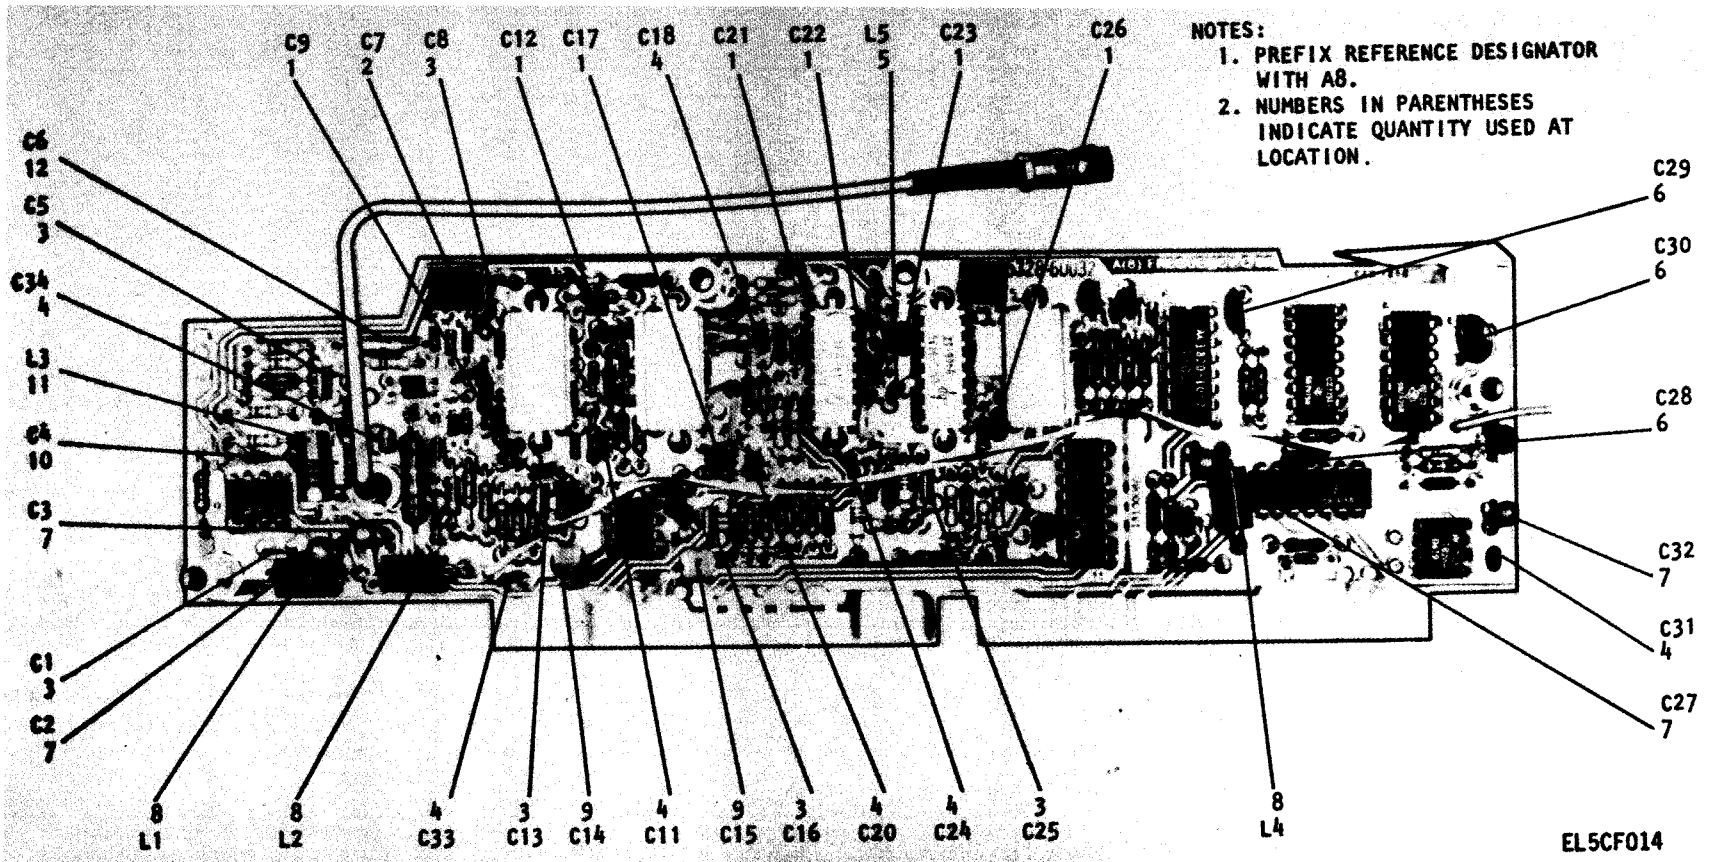 C9 C7 C8 C12 C17 C18 C21 C22 L5 C23 C26
1 2 3 1 1 4 1 1 5 1 1
NOTES:
1. PREFIX REFERENCE DESIGNATOR
WITH A8.
2. NUMBERS IN PARENTHESES
INDICATE QUANTITY USED AT
LOCATION.
C6
12
C5
3
C34
4
L3
11
C4
10
C3
7
C1
3
C2
7
C29
6
C30
6
C28
6
C32
7
C31
4
C27
7
8 8 4 3 9 4 9 3 4 4 3 8
L1 L2 C33 C13 C14 C11 C15 C16 C20 C24 C25 L4
EL5CF014